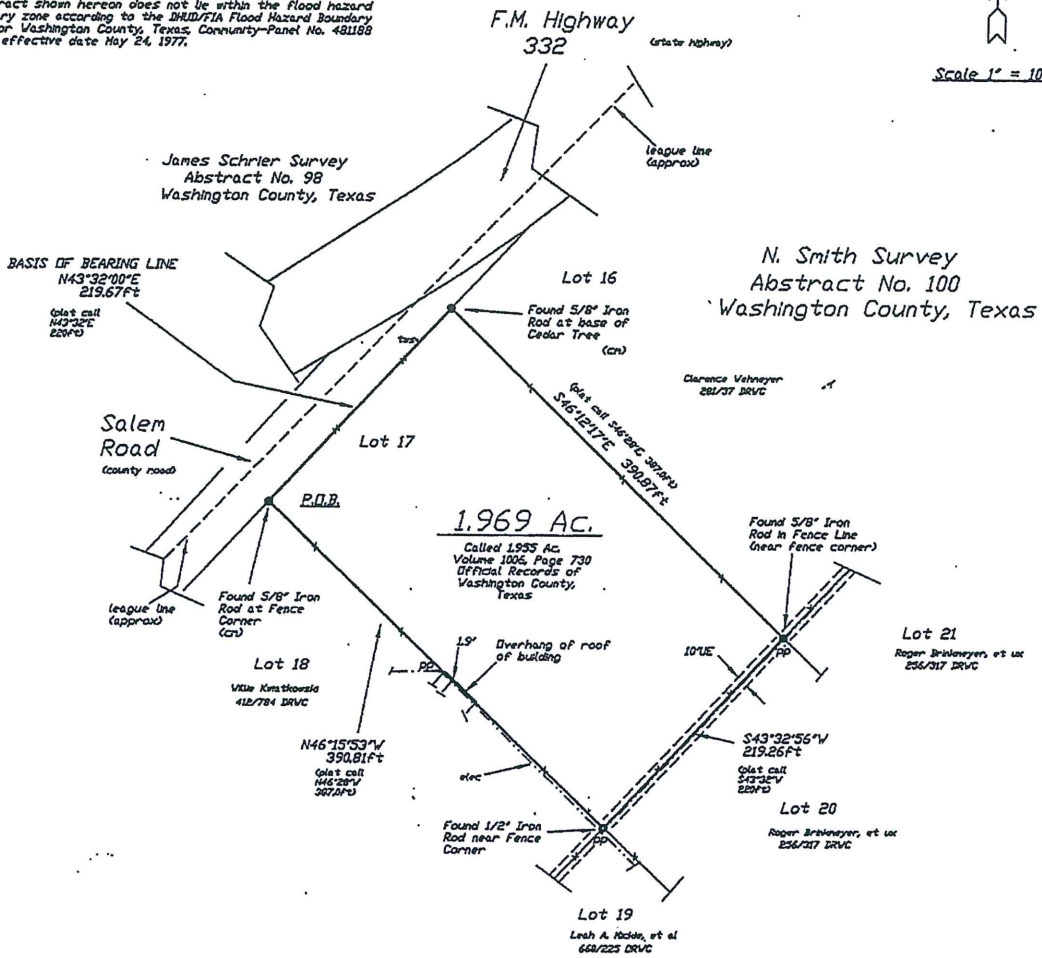 ract shown hereon does not lie within the flood hazard
ry zone according to the DHUD/FIA Flood Hazard Boundary
or Washington County, Texas, Community-Panel No. 481188
effective date May 24, 1977.
F.M. Highway
332
(state highway)
Scale 1" = 10
league line
(approx)
James Schrier Survey
Abstract No. 98
Washington County, Texas
BASIS OF BEARING LINE
N43°32'00"E
219.67ft
(plat call
N43°32'E
220ft)
Lot 16
N. Smith Survey
Abstract No. 100
Washington County, Texas
Found 5/8" Iron
Rod at base of
Cedar Tree
(cm)
Clarence Vehmeyer
281/37 DRWC
Salem
Road
(county road)
Lot 17
(plat call S46°28'E, 387.0ft)
S46°12'17"E 390.87ft
P.O.B.
1.969 Ac.
Called 1.955 Ac.
Volume 1006, Page 730
Official Records of
Washington County,
Texas
Found 5/8" Iron
Rod in Fence Line
(near fence corner)
league line
(approx)
Found 5/8" Iron
Rod at Fence
Corner
(cm)
Lot 18
Willie Kwiatkowski
412/784 DRWC
1.9'
Overhang of roof
of building
PP
10'UE
PP
Lot 21
Roger Brinkmeyer, et ux
256/317 DRWC
N46°15'53"W
390.81ft
(plat call
N46°28'W
387.0ft)
elec
S43°32'56"W
219.26ft
(plat call
S43°32'W
220ft)
Lot 20
Roger Brinkmeyer, et ux
256/317 DRWC
Found 1/2" Iron
Rod near Fence
Corner
PP
Lot 19
Leah A. et al
660/225 DRWC